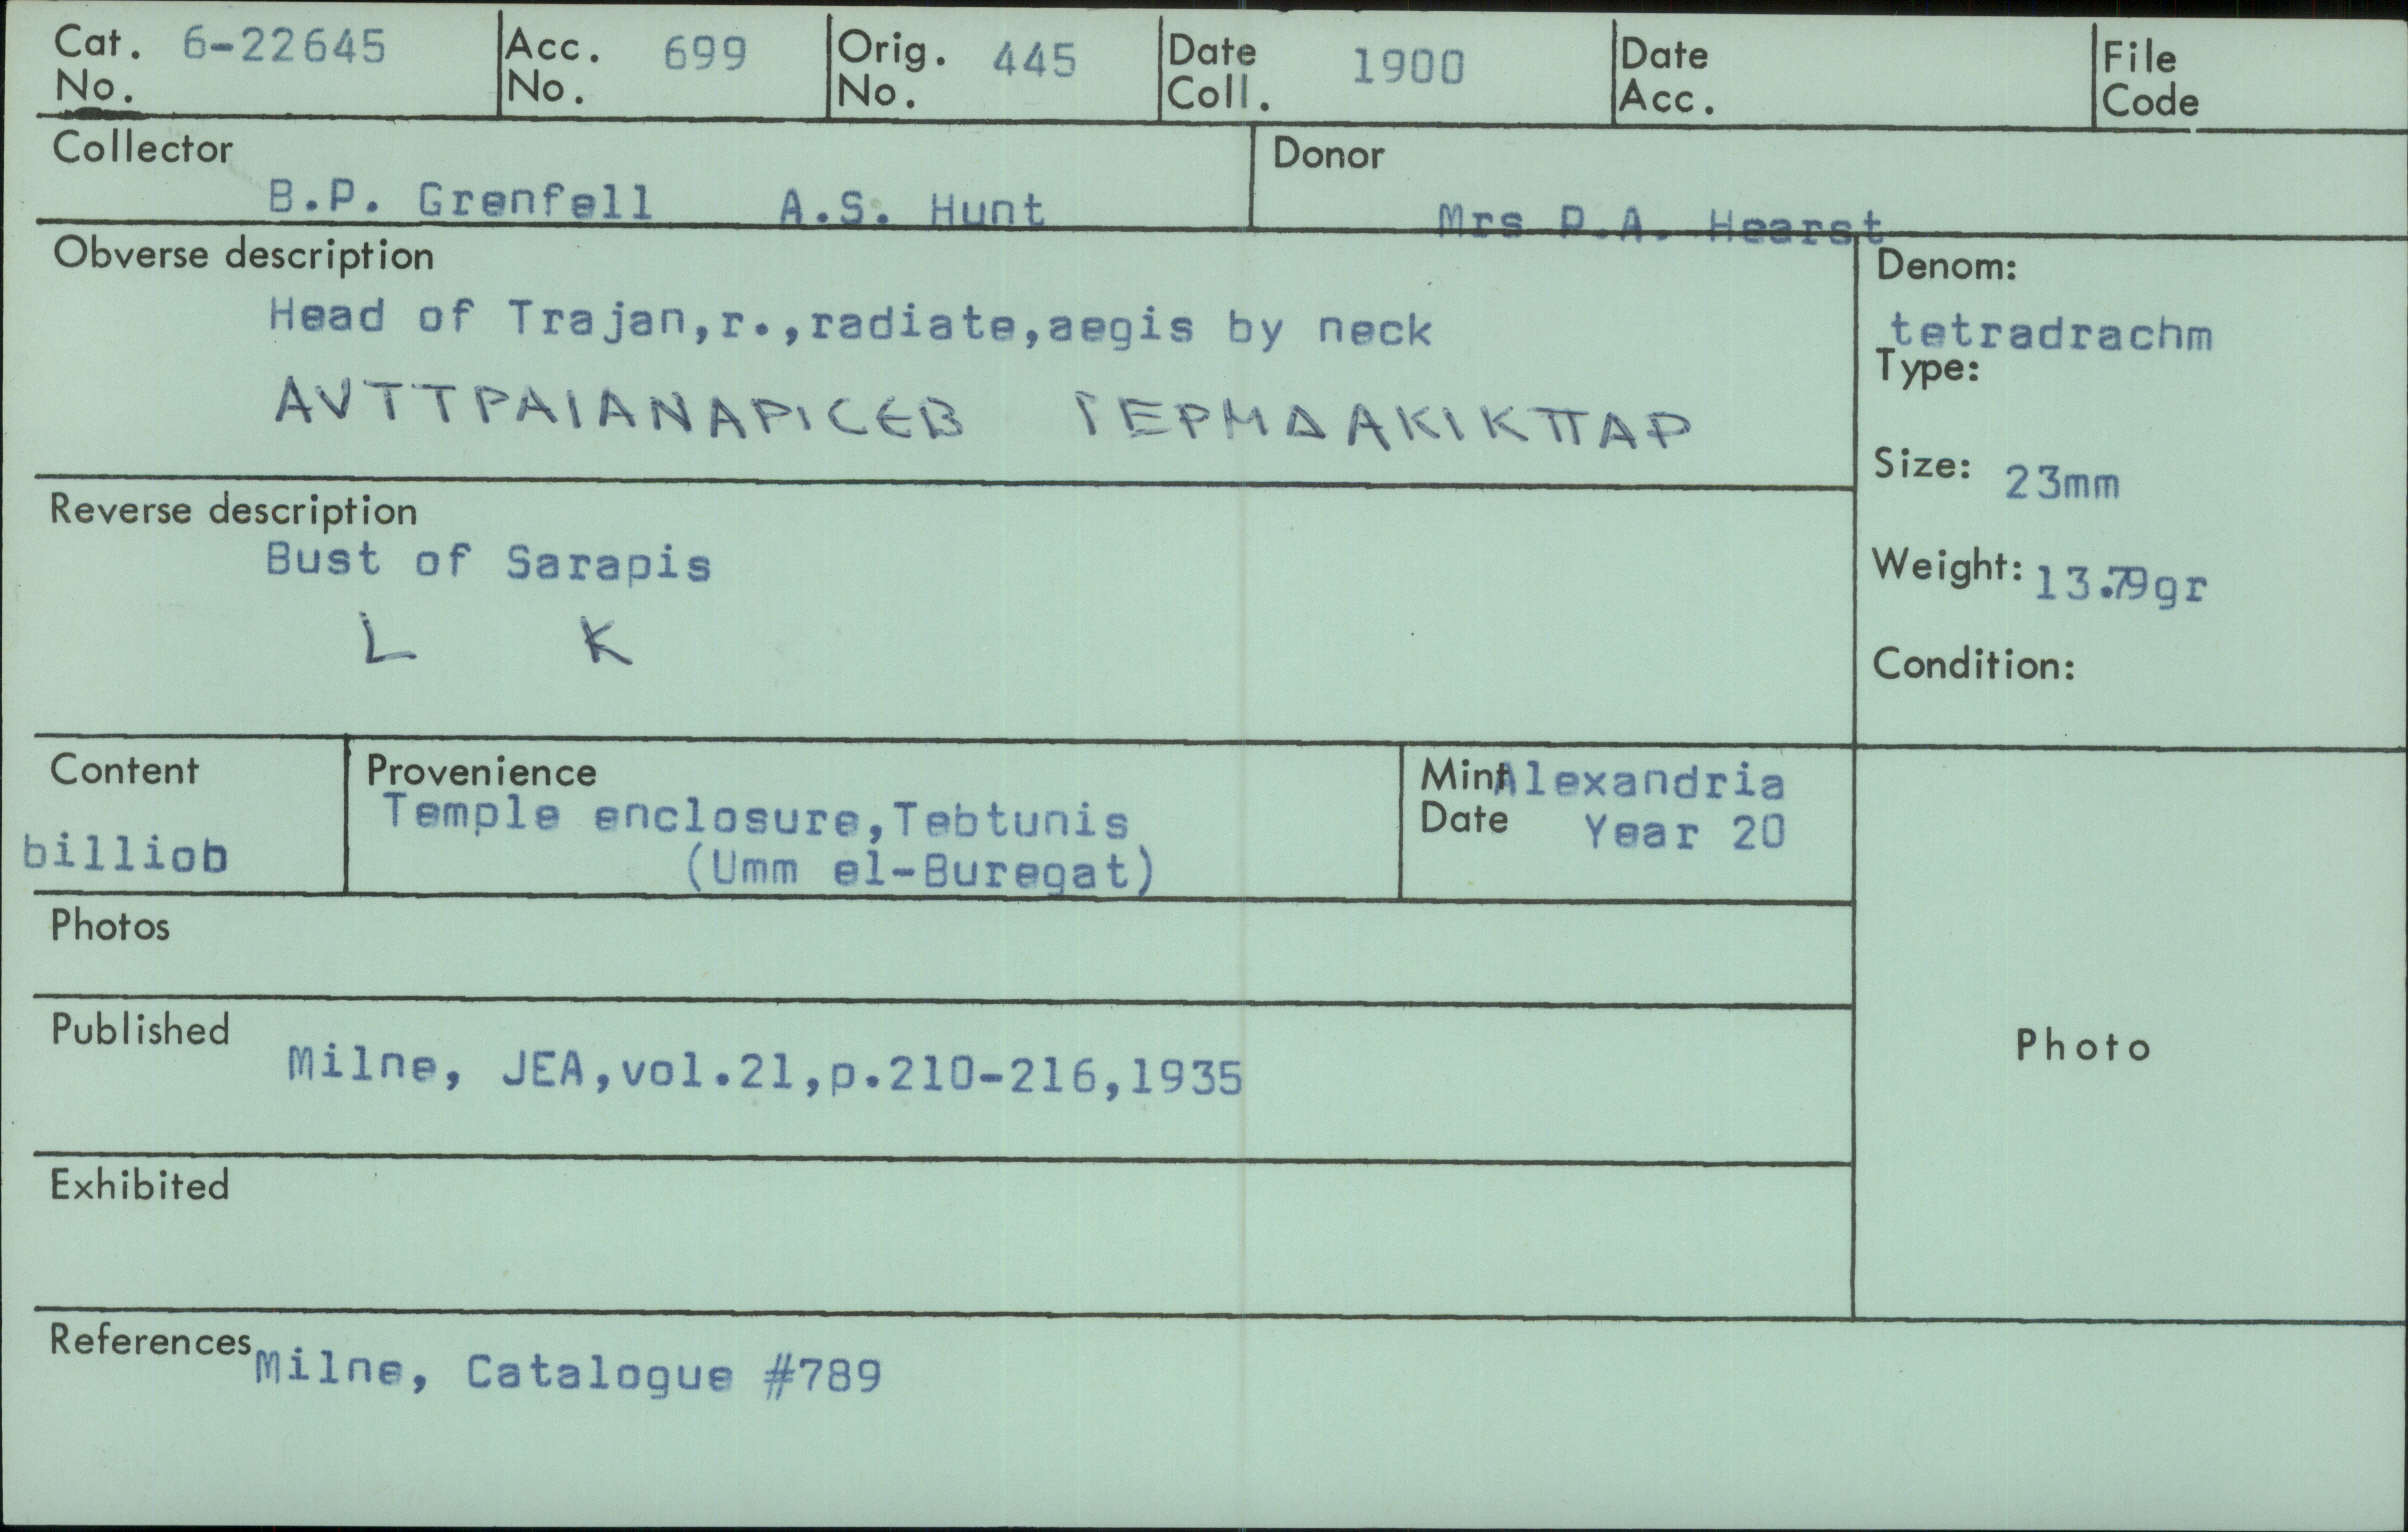 Cat. No. 6-22645 Acc. No. 699 Orig. No. 445 Date Coll. 1900 Date Acc. File Code
Collector Donor
B.P. Grenfell A.S. Hunt Mrs P.A. Hearst
Obverse description
Head of Trajan,r.,radiate,aegis by neck
ΑVΤΤΡΑΙΑΝΑΡΙCЄΒ ΓΕΡΜΔΑΚΙΚΠΑΡ
Denom:
tetradrachm
Type:
Size: 23mm
Weight: 13.79gr
Condition:
Reverse description
Bust of Sarapis
L K
Content
billiob
Provenience
Temple enclosure,Tebtunis
(Umm el-Buregat)
Mint Alexandria
Date Year 20
Photos
Published
Milne, JEA,vol.21,p.210-216,1935
Photo
Exhibited
References Milne, Catalogue #789